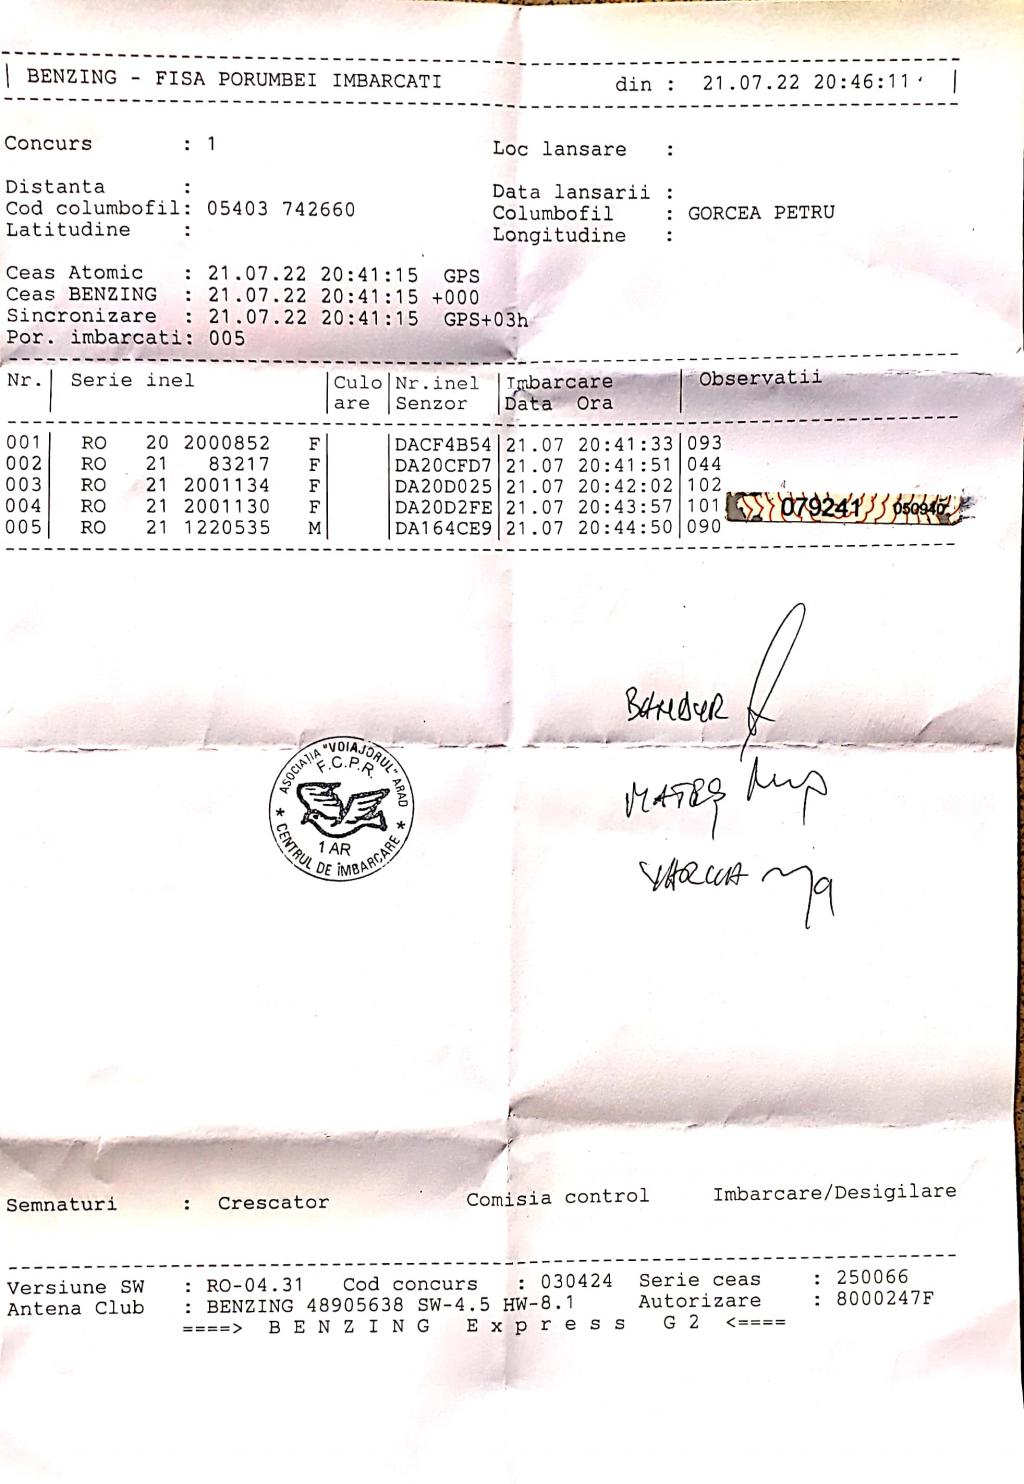 BENZING - FISA PORUMBEI IMBARCATI din : 21.07.22 20:46:11
Concurs : 1 Loc lansare :
Distanta : Data lansarii :
Cod columbofil: 05403 742660 Columbofil : GORCEA PETRU
Latitudine : Longitudine :
Ceas Atomic : 21.07.22 20:41:15 GPS
Ceas BENZING : 21.07.22 20:41:15 +000
Sincronizare : 21.07.22 20:41:15 GPS+03h
Por. imbarcati: 005
Nr.| Serie inel |Culo|Nr.inel |Imbarcare | Observatii
|are |Senzor |Data Ora |
001| RO 20 2000852 F| |DACF4B54|21.07 20:41:33|093
002| RO 21 83217 F| |DA20CFD7|21.07 20:41:51|044
003| RO 21 2001134 F| |DA20D025|21.07 20:42:02|102
004| RO 21 2001130 F| |DA20D2FE|21.07 20:43:57|101 079241 050940
005| RO 21 1220535 M| |DA164CE9|21.07 20:44:50|090
ASOCIAȚIA "VOIAJORUL" ARAD
F.C.P.R.
1 AR
* CENTRUL DE ÎMBARCARE *
Semnaturi : Crescator Comisia control Imbarcare/Desigilare
Versiune SW : RO-04.31 Cod concurs : 030424 Serie ceas : 250066
Antena Club : BENZING 48905638 SW-4.5 HW-8.1 Autorizare : 8000247F
====> B E N Z I N G E x p r e s s G 2 <====